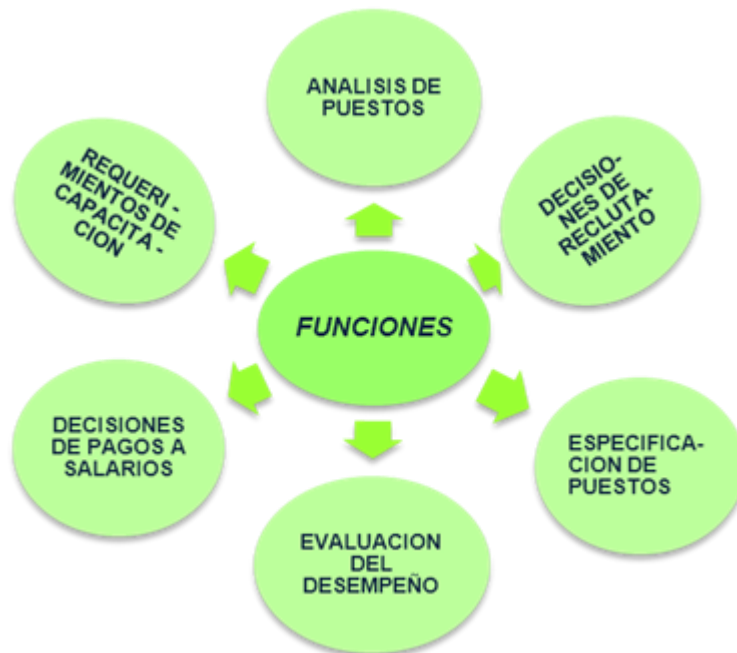 ANALISIS DE
PUESTOS
REQUERI -
MIENTOS DE
CAPACITA -
CION
DECISIO-
NES DE
RECLUTA-
MIENTO
FUNCIONES
DECISIONES
DE PAGOS A
SALARIOS
ESPECIFICA-
CION DE
PUESTOS
EVALUACION
DEL
DESEMPEÑO